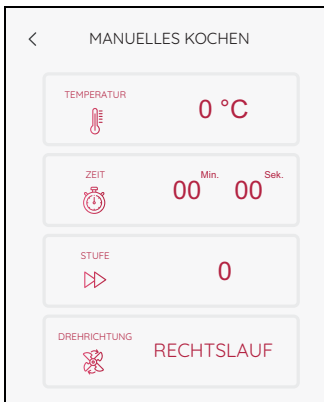 MANUELLES KOCHEN
TEMPERATUR
0 °C
ZEIT
00 Min. 00 Sek.
STUFE
0
DREHRICHTUNG
RECHTSLAUF